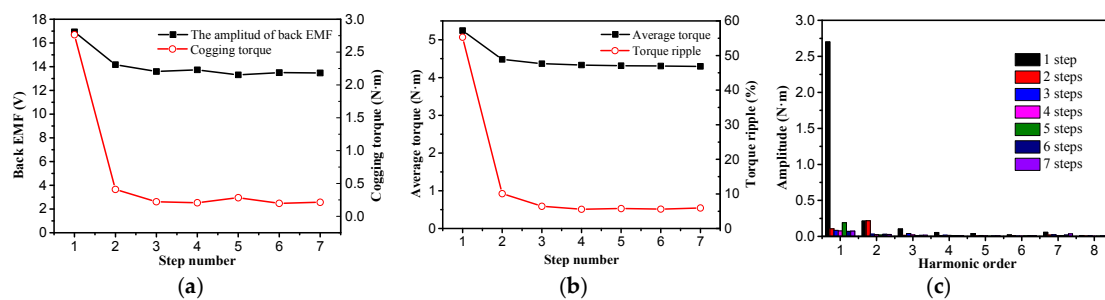 18
16
14
12
10
8
6
4
2
0
Back EMF (V)
The amplitud of back EMF
Cogging torque
3.0
2.5
2.0
1.5
1.0
0.5
0.0
Cogging torque (N·m)
1 2 3 4 5 6 7
Step number
(a)
5
4
3
2
1
0
Average torque (N·m)
Average torque
Torque ripple
60
50
40
30
20
10
0
Torque ripple (%)
1 2 3 4 5 6 7
Step number
(b)
3.0
2.5
2.0
1.5
1.0
0.5
0.0
Amplitude (N·m)
1 step
2 steps
3 steps
4 steps
5 steps
6 steps
7 steps
1 2 3 4 5 6 7 8
Harmonic order
(c)